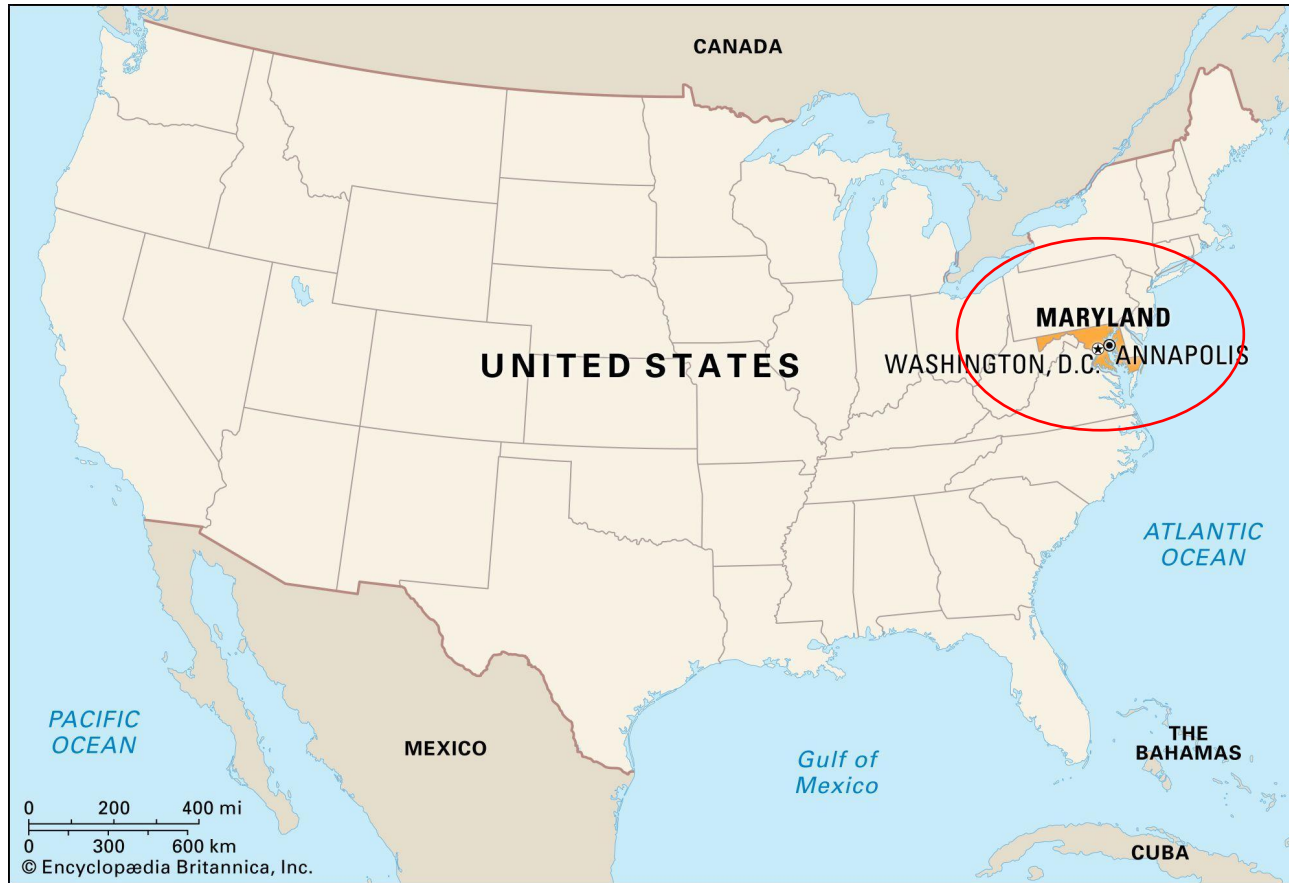 CANADA
MARYLAND
UNITED STATES
WASHINGTON, D.C.
ANNAPOLIS
ATLANTIC
OCEAN
PACIFIC
OCEAN
MEXICO
Gulf of
Mexico
THE
BAHAMAS
0 200 400 mi
0 300 600 km
© Encyclopædia Britannica, Inc.
CUBA